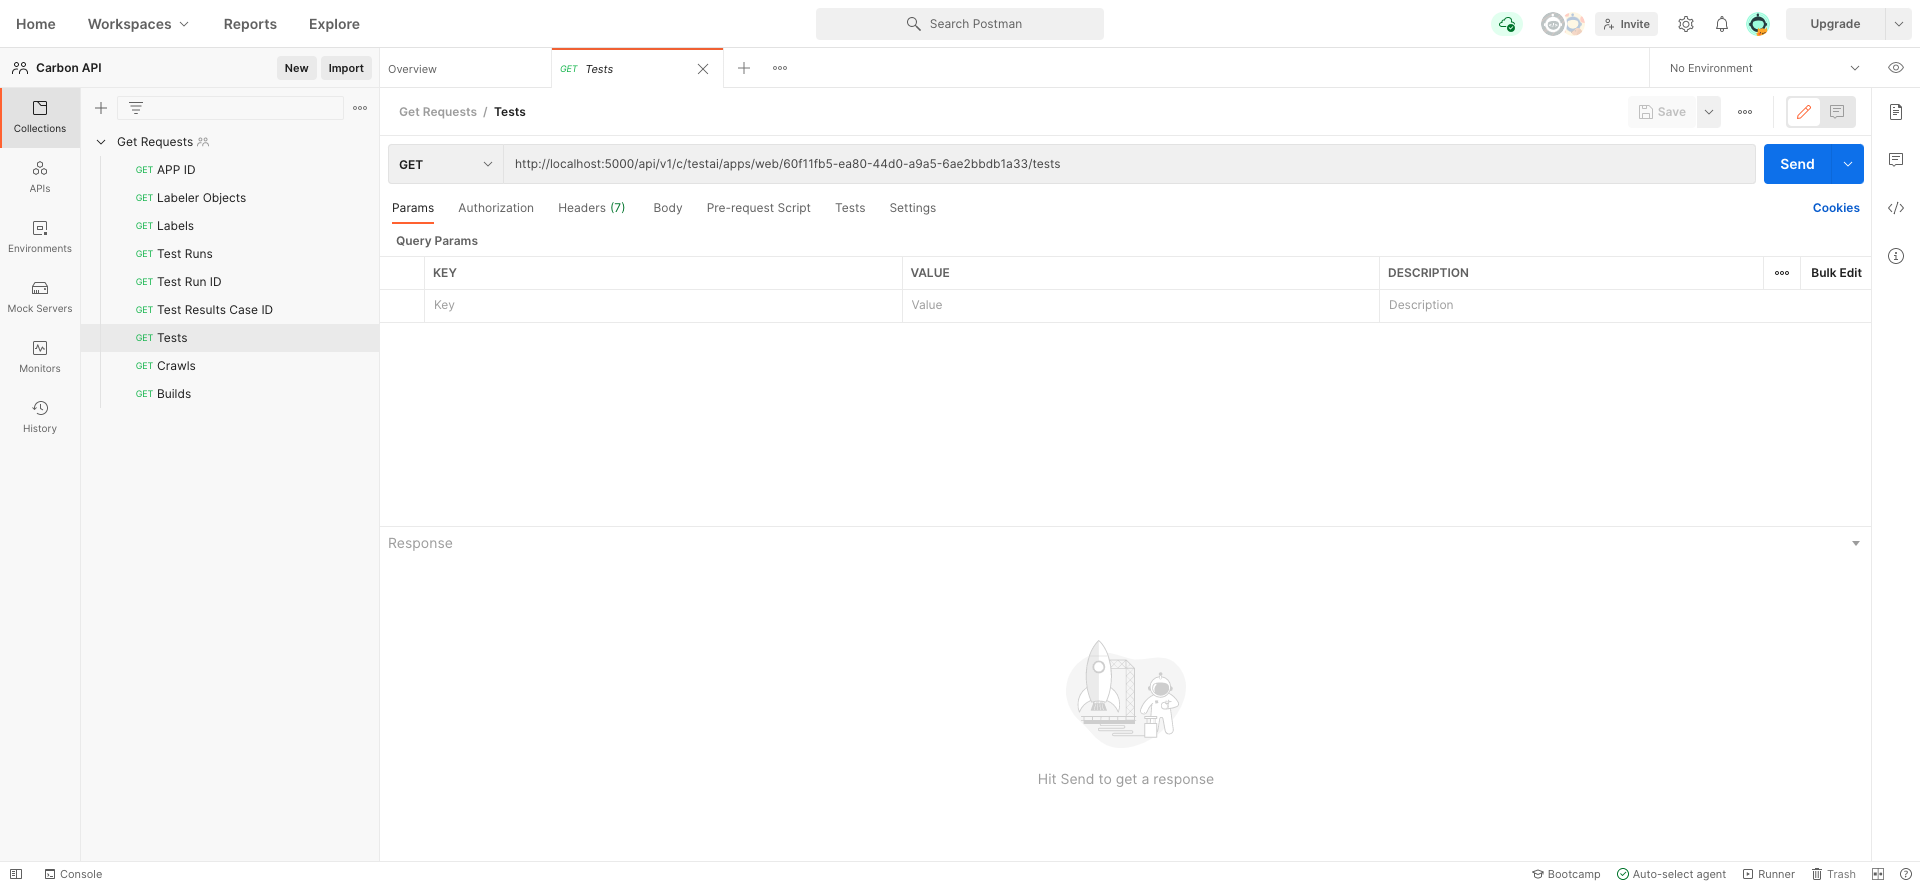 Home Workspaces Reports Explore Search Postman Invite Upgrade
Carbon API New Import Overview GET Tests No Environment
Get Requests / Tests Save
Collections
APIs
Environments
Mock Servers
Monitors
History
Get Requests
GET APP ID
GET Labeler Objects
GET Labels
GET Test Runs
GET Test Run ID
GET Test Results Case ID
GET Tests
GET Crawls
GET Builds
GET http://localhost:5000/api/v1/c/testai/apps/web/60f11fb5-ea80-44d0-a9a5-6ae2bbdb1a33/tests Send
Params Authorization Headers (7) Body Pre-request Script Tests Settings Cookies
Query Params
KEY VALUE DESCRIPTION Bulk Edit
Key Value Description
Response
Hit Send to get a response
Console Bootcamp Auto-select agent Runner Trash